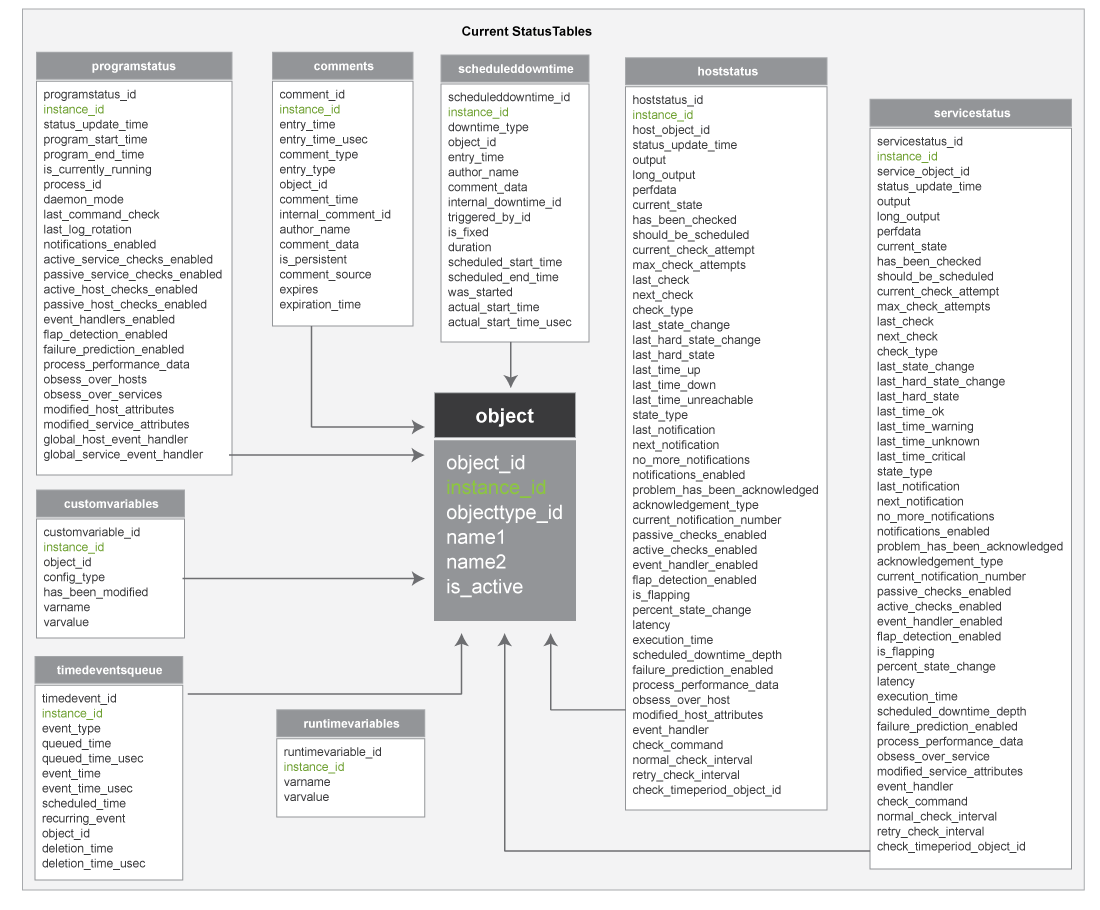 Current StatusTables
programstatus
programstatus_id
instance_id
status_update_time
program_start_time
program_end_time
is_currently_running
process_id
daemon_mode
last_command_check
last_log_rotation
notifications_enabled
active_service_checks_enabled
passive_service_checks_enabled
active_host_checks_enabled
passive_host_checks_enabled
event_handlers_enabled
flap_detection_enabled
failure_prediction_enabled
process_performance_data
obsess_over_hosts
obsess_over_services
modified_host_attributes
modified_service_attributes
global_host_event_handler
global_service_event_handler
customvariables
customvariable_id
instance_id
object_id
config_type
has_been_modified
varname
varvalue
timedeventsqueue
timedevent_id
instance_id
event_type
queued_time
queued_time_usec
event_time
event_time_usec
scheduled_time
recurring_event
object_id
deletion_time
deletion_time_usec
comments
comment_id
instance_id
entry_time
entry_time_usec
comment_type
entry_type
object_id
comment_time
internal_comment_id
author_name
comment_data
is_persistent
comment_source
expires
expiration_time
runtimevariables
runtimevariable_id
instance_id
varname
varvalue
scheduleddowntime
scheduleddowntime_id
instance_id
downtime_type
object_id
entry_time
author_name
comment_data
internal_downtime_id
triggered_by_id
is_fixed
duration
scheduled_start_time
scheduled_end_time
was_started
actual_start_time
actual_start_time_usec
object
object_id
instance_id
objecttype_id
name1
name2
is_active
hoststatus
hoststatus_id
instance_id
host_object_id
status_update_time
output
long_output
perfdata
current_state
has_been_checked
should_be_scheduled
current_check_attempt
max_check_attempts
last_check
next_check
check_type
last_state_change
last_hard_state_change
last_hard_state
last_time_up
last_time_down
last_time_unreachable
state_type
last_notification
next_notification
no_more_notifications
notifications_enabled
problem_has_been_acknowledged
acknowledgement_type
current_notification_number
passive_checks_enabled
active_checks_enabled
event_handler_enabled
flap_detection_enabled
is_flapping
percent_state_change
latency
execution_time
scheduled_downtime_depth
failure_prediction_enabled
process_performance_data
obsess_over_host
modified_host_attributes
event_handler
check_command
normal_check_interval
retry_check_interval
check_timeperiod_object_id
servicestatus
servicestatus_id
instance_id
service_object_id
status_update_time
output
long_output
perfdata
current_state
has_been_checked
should_be_scheduled
current_check_attempt
max_check_attempts
last_check
next_check
check_type
last_state_change
last_hard_state_change
last_hard_state
last_time_ok
last_time_warning
last_time_unknown
last_time_critical
state_type
last_notification
next_notification
no_more_notifications
notifications_enabled
problem_has_been_acknowledged
acknowledgement_type
current_notification_number
passive_checks_enabled
active_checks_enabled
event_handler_enabled
flap_detection_enabled
is_flapping
percent_state_change
latency
execution_time
scheduled_downtime_depth
failure_prediction_enabled
process_performance_data
obsess_over_service
modified_service_attributes
event_handler
check_command
normal_check_interval
retry_check_interval
check_timeperiod_object_id